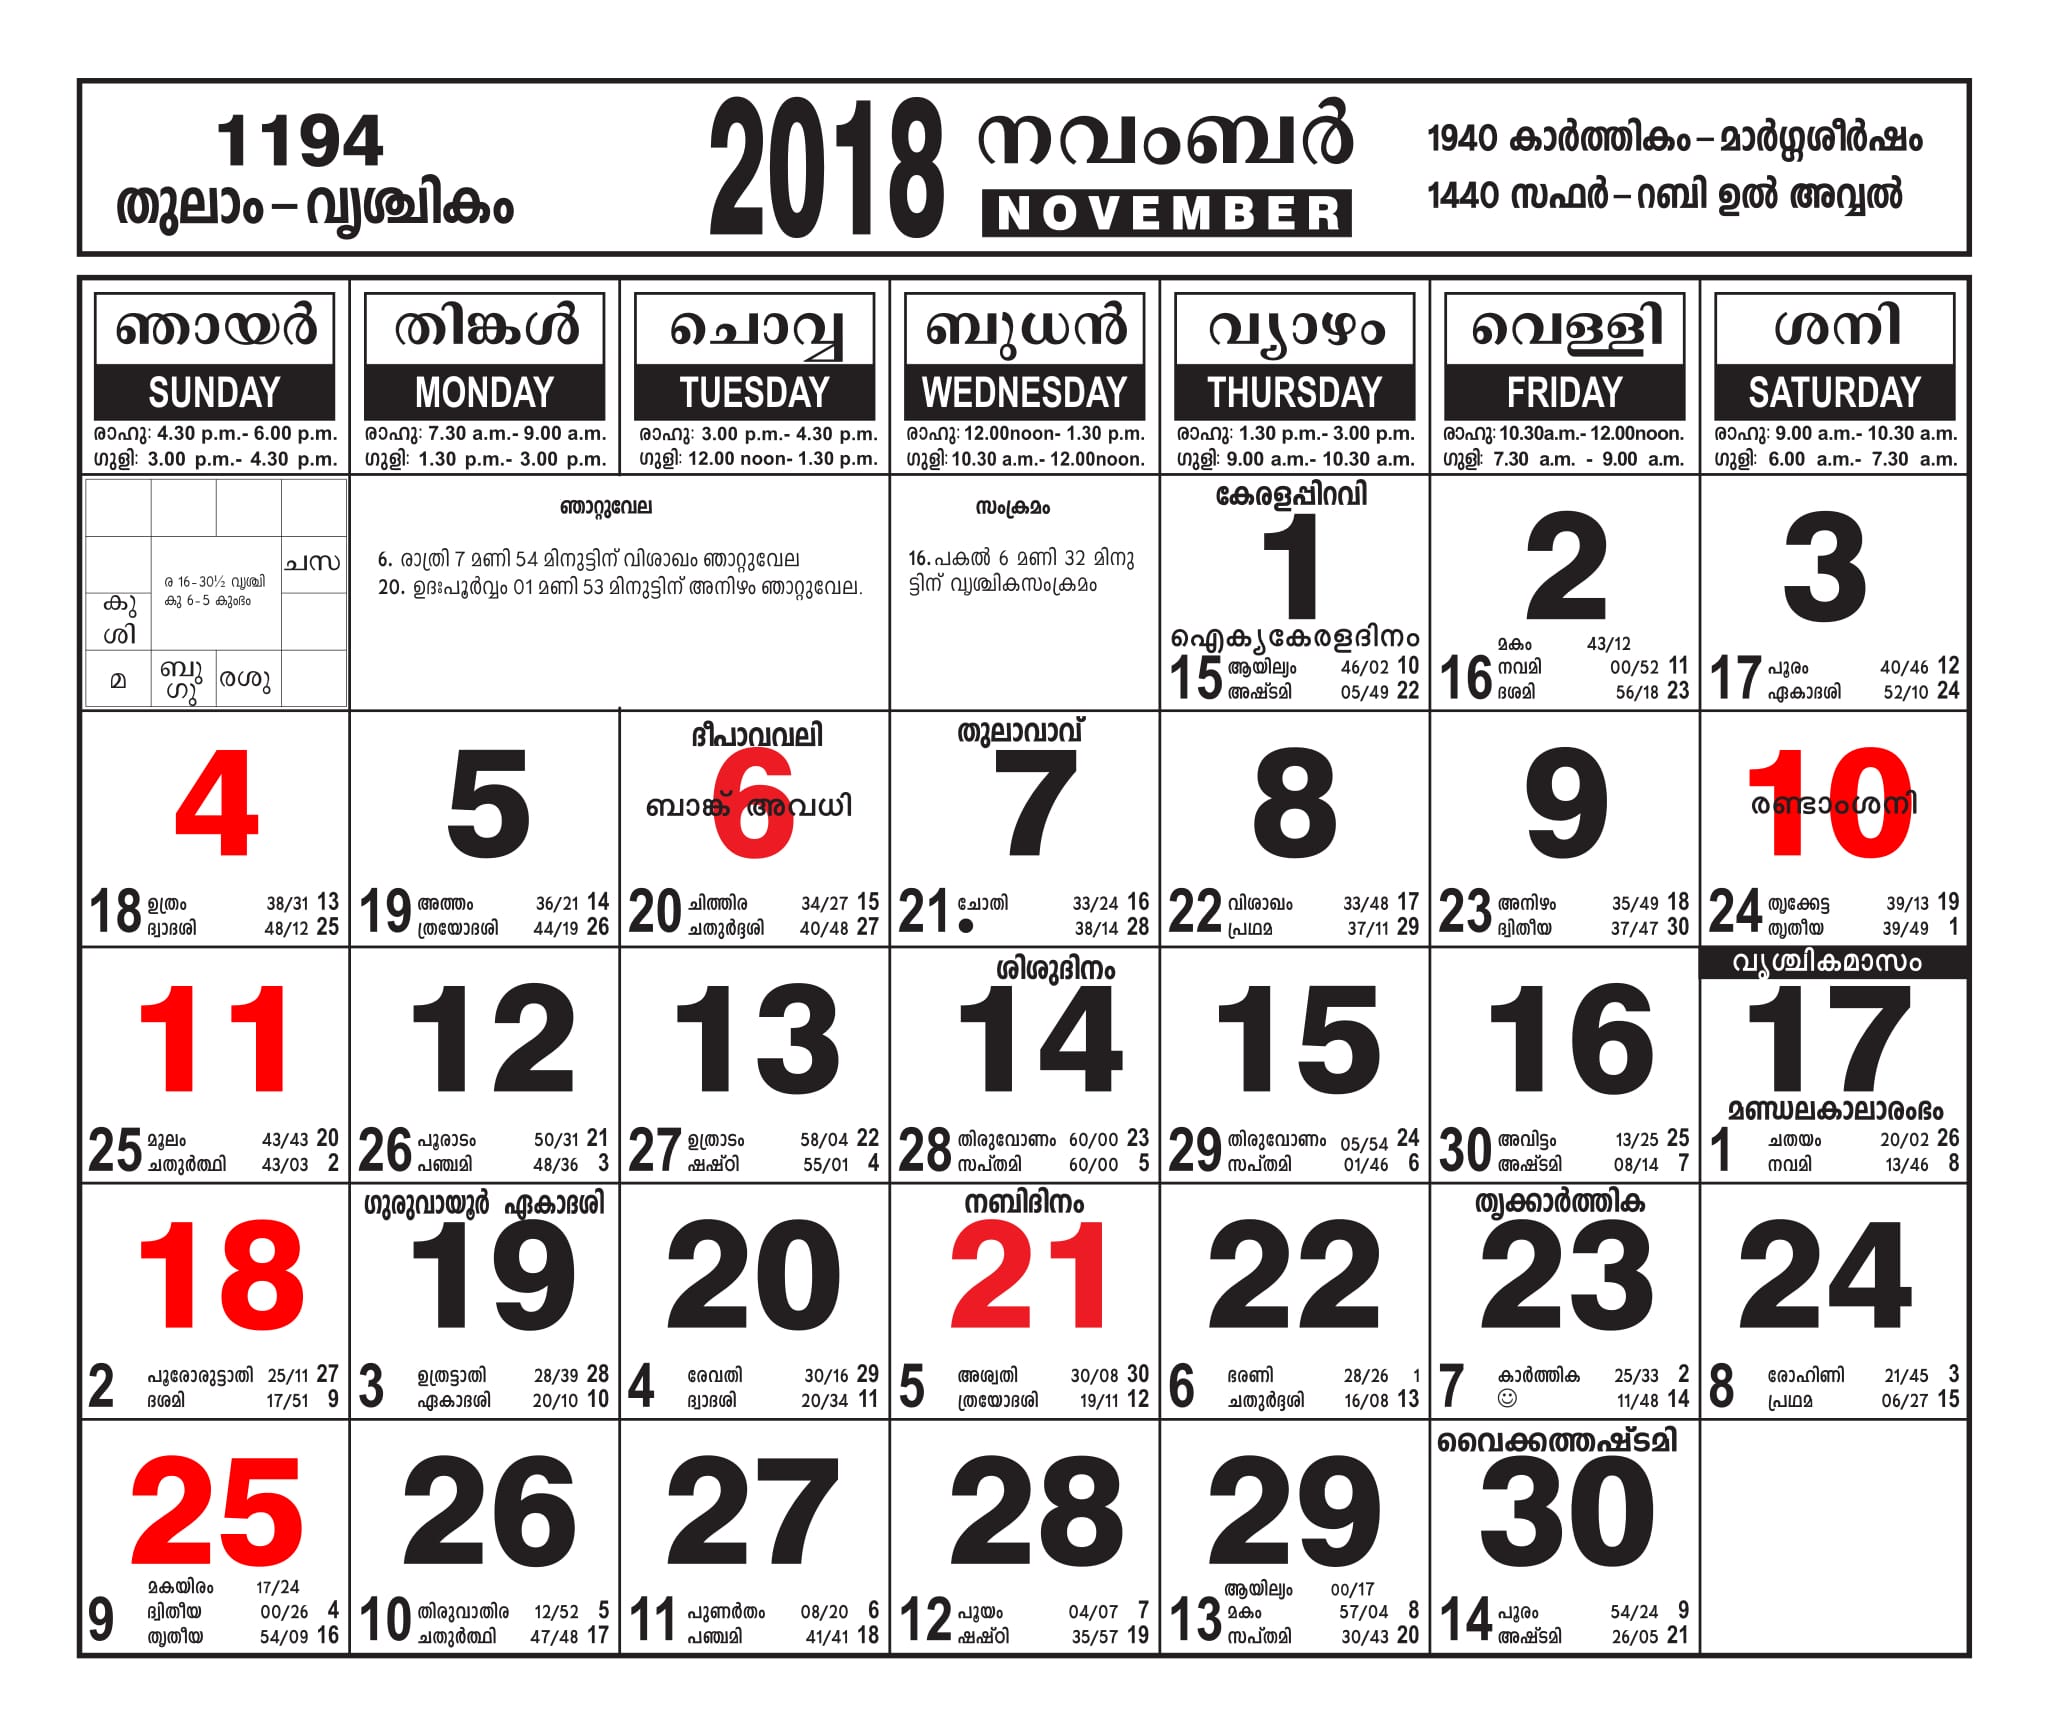 1194
തുലാം – വൃശ്ചികം
2018 നവംബർ
NOVEMBER
1940 കാർത്തികം – മാർഗ്ഗശീർഷം
1440 സഫർ – റബി ഉൽ അവ്വൽ
ഞായർ തിങ്കൾ ചൊവ്വ ബുധൻ വ്യാഴം വെള്ളി ശനി
SUNDAY MONDAY TUESDAY WEDNESDAY THURSDAY FRIDAY SATURDAY
രാഹു: 4.30 p.m.- 6.00 p.m. രാഹു: 7.30 a.m.- 9.00 a.m. രാഹു: 3.00 p.m.- 4.30 p.m. രാഹു: 12.00noon- 1.30 p.m. രാഹു: 1.30 p.m.- 3.00 p.m. രാഹു: 10.30a.m.- 12.00noon. രാഹു: 9.00 a.m.- 10.30 a.m.
ഗുളി: 3.00 p.m.- 4.30 p.m. ഗുളി: 1.30 p.m.- 3.00 p.m. ഗുളി: 12.00 noon- 1.30 p.m. ഗുളി: 10.30 a.m.- 12.00noon. ഗുളി: 9.00 a.m.- 10.30 a.m. ഗുളി: 7.30 a.m. - 9.00 a.m. ഗുളി: 6.00 a.m.- 7.30 a.m.
ചസ
ര 16-30½ വൃശ്ചി
കു 6-5 കുംഭം
കു
ശി
മ
ബു
ഗു
രശു
ഞാറ്റുവേല
6. രാത്രി 7 മണി 54 മിനുട്ടിന് വിശാഖം ഞാറ്റുവേല
20. ഉദഃപൂർവ്വം 01 മണി 53 മിനുട്ടിന് അനിഴം ഞാറ്റുവേല.
സംക്രമം
16. പകൽ 6 മണി 32 മിനു
ട്ടിന് വൃശ്ചികസംക്രമം
കേരളപ്പിറവി
1
ഐക്യകേരളദിനം
15 ആയില്യം 46/02 10
അഷ്ടമി 05/49 22
2
മകം 43/12
16 നവമി 00/52 11
ദശമി 56/18 23
3
17 പൂരം 40/46 12
ഏകാദശി 52/10 24
4
18 ഉത്രം 38/31 13
ദ്വാദശി 48/12 25
5
19 അത്തം 36/21 14
ത്രയോദശി 44/19 26
ദീപാവവലി
6
ബാങ്ക് അവധി
20 ചിത്തിര 34/27 15
ചതുർദ്ദശി 40/48 27
തുലാവാവ്
7
21 ചോതി 33/24 16
● 38/14 28
8
22 വിശാഖം 33/48 17
പ്രഥമ 37/11 29
9
23 അനിഴം 35/49 18
ദ്വിതീയ 37/47 30
10
രണ്ടാംശനി
24 തൃക്കേട്ട 39/13 19
തൃതീയ 39/49 1
11
25 മൂലം 43/43 20
ചതുർത്ഥി 43/03 2
12
26 പൂരാടം 50/31 21
പഞ്ചമി 48/36 3
13
27 ഉത്രാടം 58/04 22
ഷഷ്ഠി 55/01 4
ശിശുദിനം
14
28 തിരുവോണം 60/00 23
സപ്തമി 60/00 5
15
29 തിരുവോണം 05/54 24
സപ്തമി 01/46 6
16
30 അവിട്ടം 13/25 25
അഷ്ടമി 08/14 7
വൃശ്ചികമാസം
17
മണ്ഡലകാലാരംഭം
1 ചതയം 20/02 26
നവമി 13/46 8
18
2 പൂരോരുട്ടാതി 25/11 27
ദശമി 17/51 9
ഗുരുവായൂർ ഏകാദശി
19
3 ഉത്രട്ടാതി 28/39 28
ഏകാദശി 20/10 10
20
4 രേവതി 30/16 29
ദ്വാദശി 20/34 11
നബിദിനം
21
5 അശ്വതി 30/08 30
ത്രയോദശി 19/11 12
22
6 ഭരണി 28/26 1
ചതുർദ്ദശി 16/08 13
തൃക്കാർത്തിക
23
7 കാർത്തിക 25/33 2
☺ 11/48 14
24
8 രോഹിണി 21/45 3
പ്രഥമ 06/27 15
25
മകയിരം 17/24
9 ദ്വിതീയ 00/26 4
തൃതീയ 54/09 16
26
10 തിരുവാതിര 12/52 5
ചതുർത്ഥി 47/48 17
27
11 പുണർതം 08/20 6
പഞ്ചമി 41/41 18
28
12 പൂയം 04/07 7
ഷഷ്ഠി 35/57 19
29
ആയില്യം 00/17
13 മകം 57/04 8
സപ്തമി 30/43 20
വൈക്കത്തഷ്ടമി
30
14 പൂരം 54/24 9
അഷ്ടമി 26/05 21